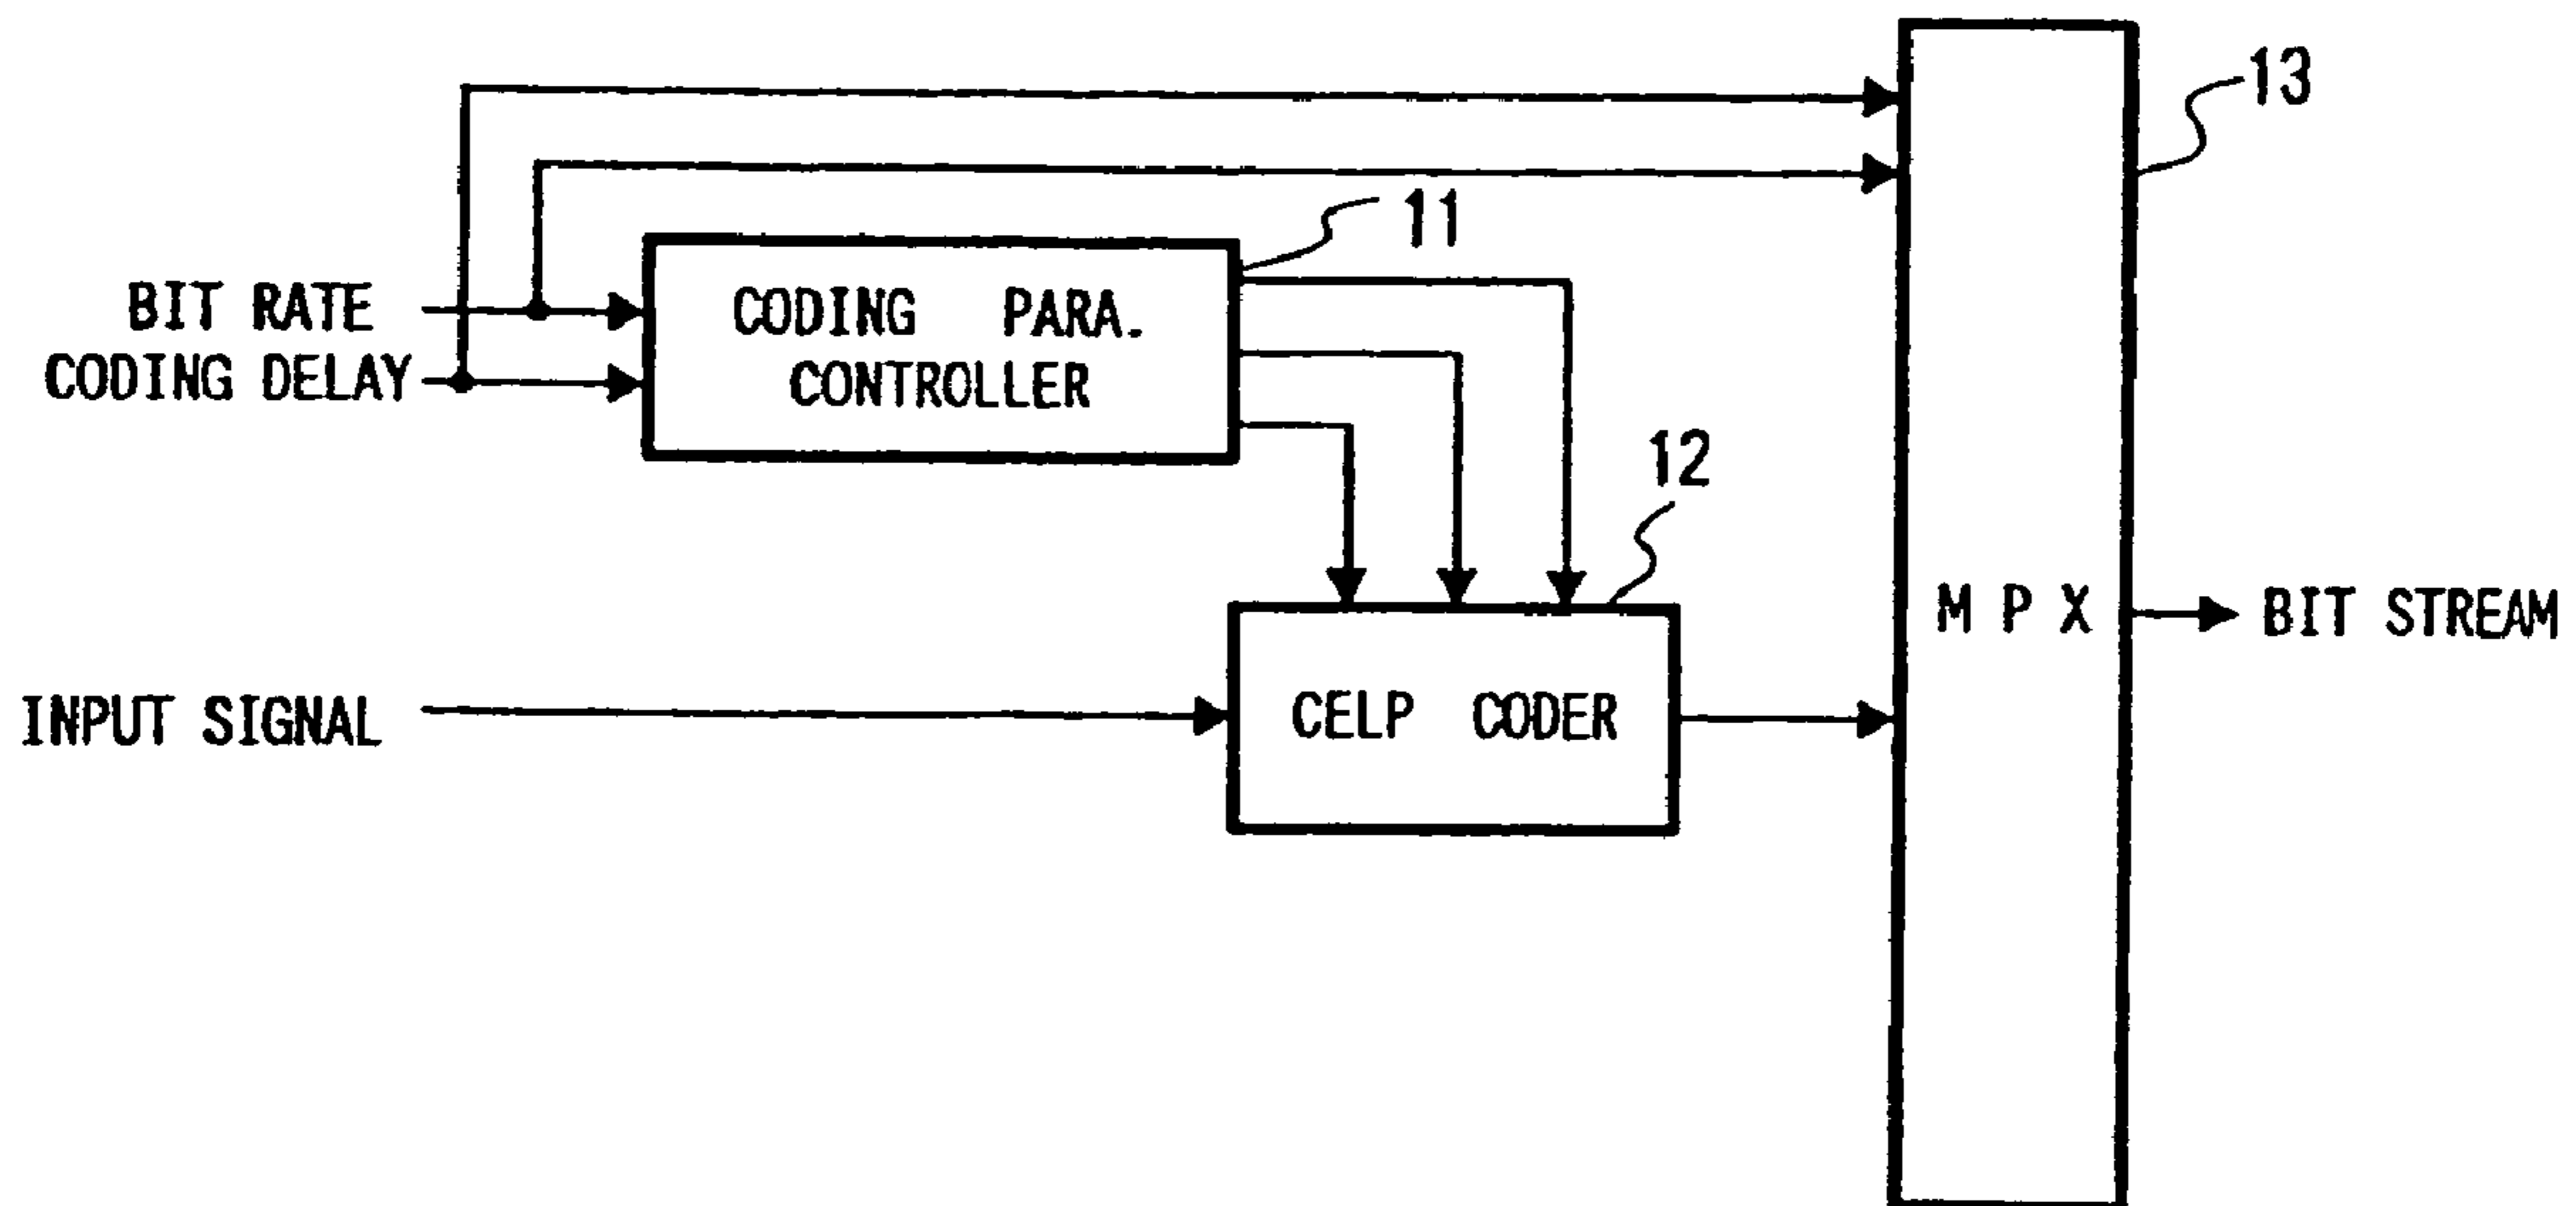 13
11
BIT RATE
CODING PARA.
CODING DELAY
CONTROLLER
12
M P X
BIT STREAM
INPUT SIGNAL
CELP CODER